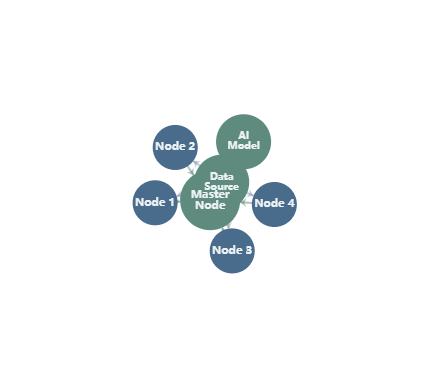 AI
Model
Node 2
Data
Source
Master
Node
Node 1
Node 4
Node 3